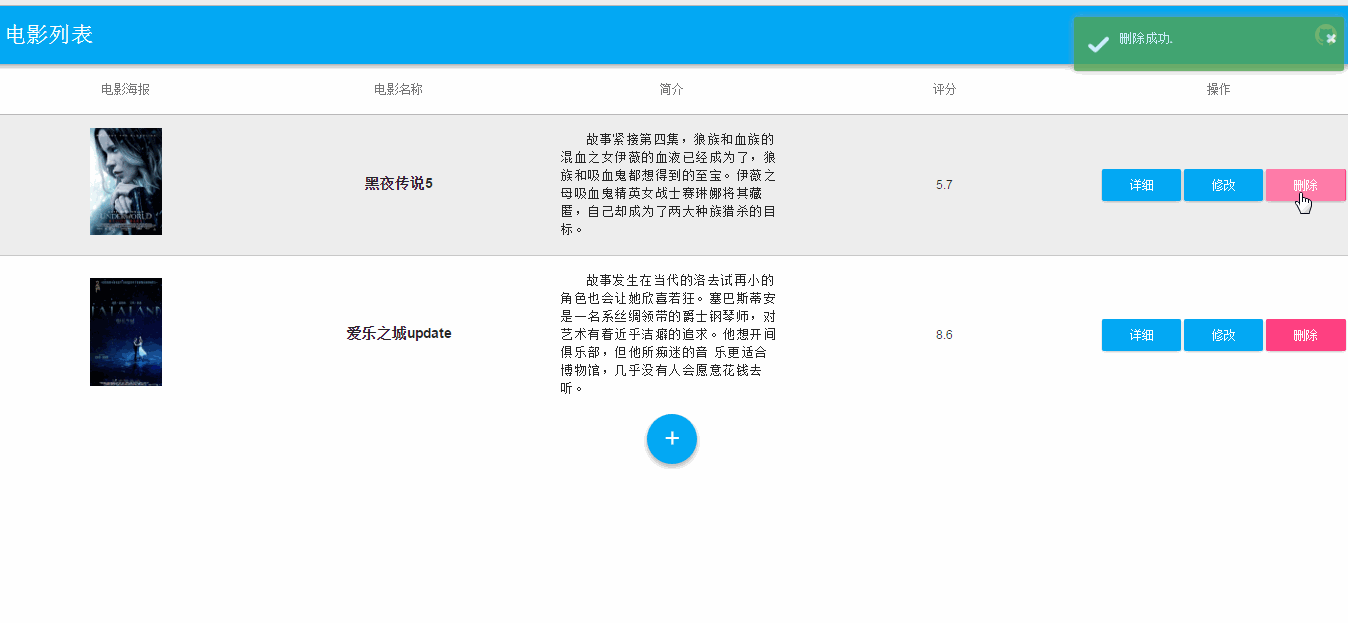 电影列表
删除成功.
电影海报 电影名称 简介 评分 操作
UNDERWORLD
黑夜传说5
故事紧接第四集，狼族和血族的
混血之女伊薇的血液已经成为了，狼
族和吸血鬼都想得到的至宝。伊薇之
母吸血鬼精英女战士赛琳娜将其藏
匿，自己却成为了两大种族猎杀的目
标。
5.7
详细 修改 删除
LALALAND
爱乐之城update
故事发生在当代的洛去试再小的
角色也会让她欣喜若狂。塞巴斯蒂安
是一名系丝绸领带的爵士钢琴师，对
艺术有着近乎洁癖的追求。他想开间
俱乐部，但他所痴迷的音 乐更适合
博物馆，几乎没有人会愿意花钱去
听。
8.6
详细 修改 删除
+